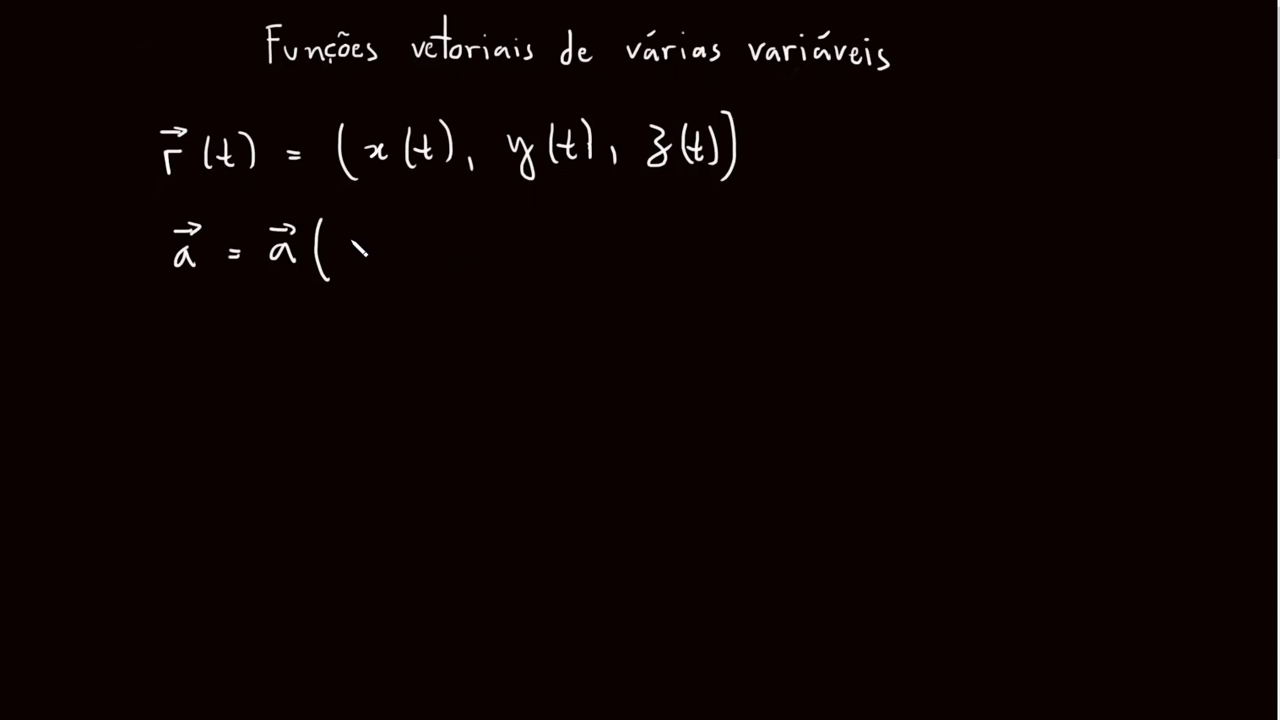 Funções vetoriais de várias variáveis
r⃗(t) = (x(t), y(t), z(t))
a⃗ = a⃗(